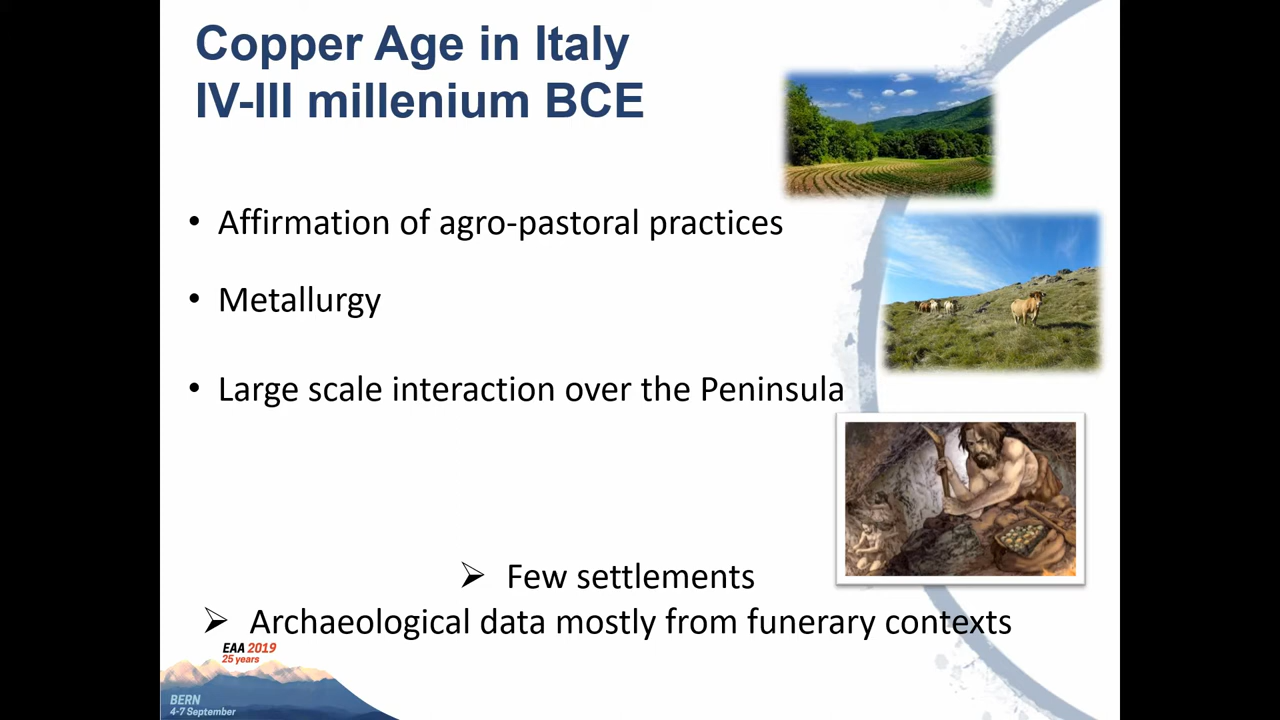 Copper Age in Italy
IV-III millenium BCE
• Affirmation of agro-pastoral practices
• Metallurgy
• Large scale interaction over the Peninsula
➢ Few settlements
➢ Archaeological data mostly from funerary contexts
EAA 2019
25 years
BERN
4-7 September